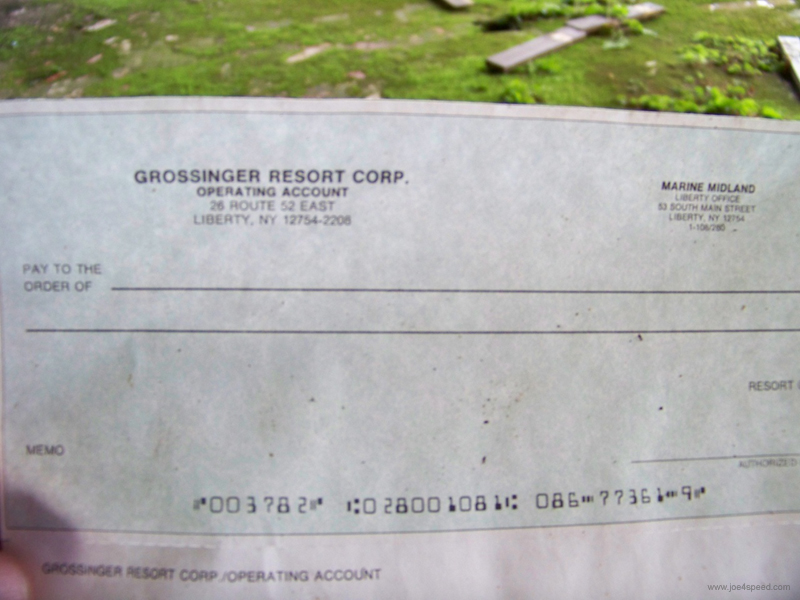 GROSSINGER RESORT CORP.
OPERATING ACCOUNT
26 ROUTE 52 EAST
LIBERTY, NY 12754-2208
MARINE MIDLAND
LIBERTY OFFICE
53 SOUTH MAIN STREET
LIBERTY, NY 12754
1-108/280
PAY TO THE
ORDER OF
RESORT
MEMO
AUTHORIZED
⑈003782⑈ ⑆028001081⑆ 086⑉77361⑉9⑈
GROSSINGER RESORT CORP./OPERATING ACCOUNT
www.joe4speed.com